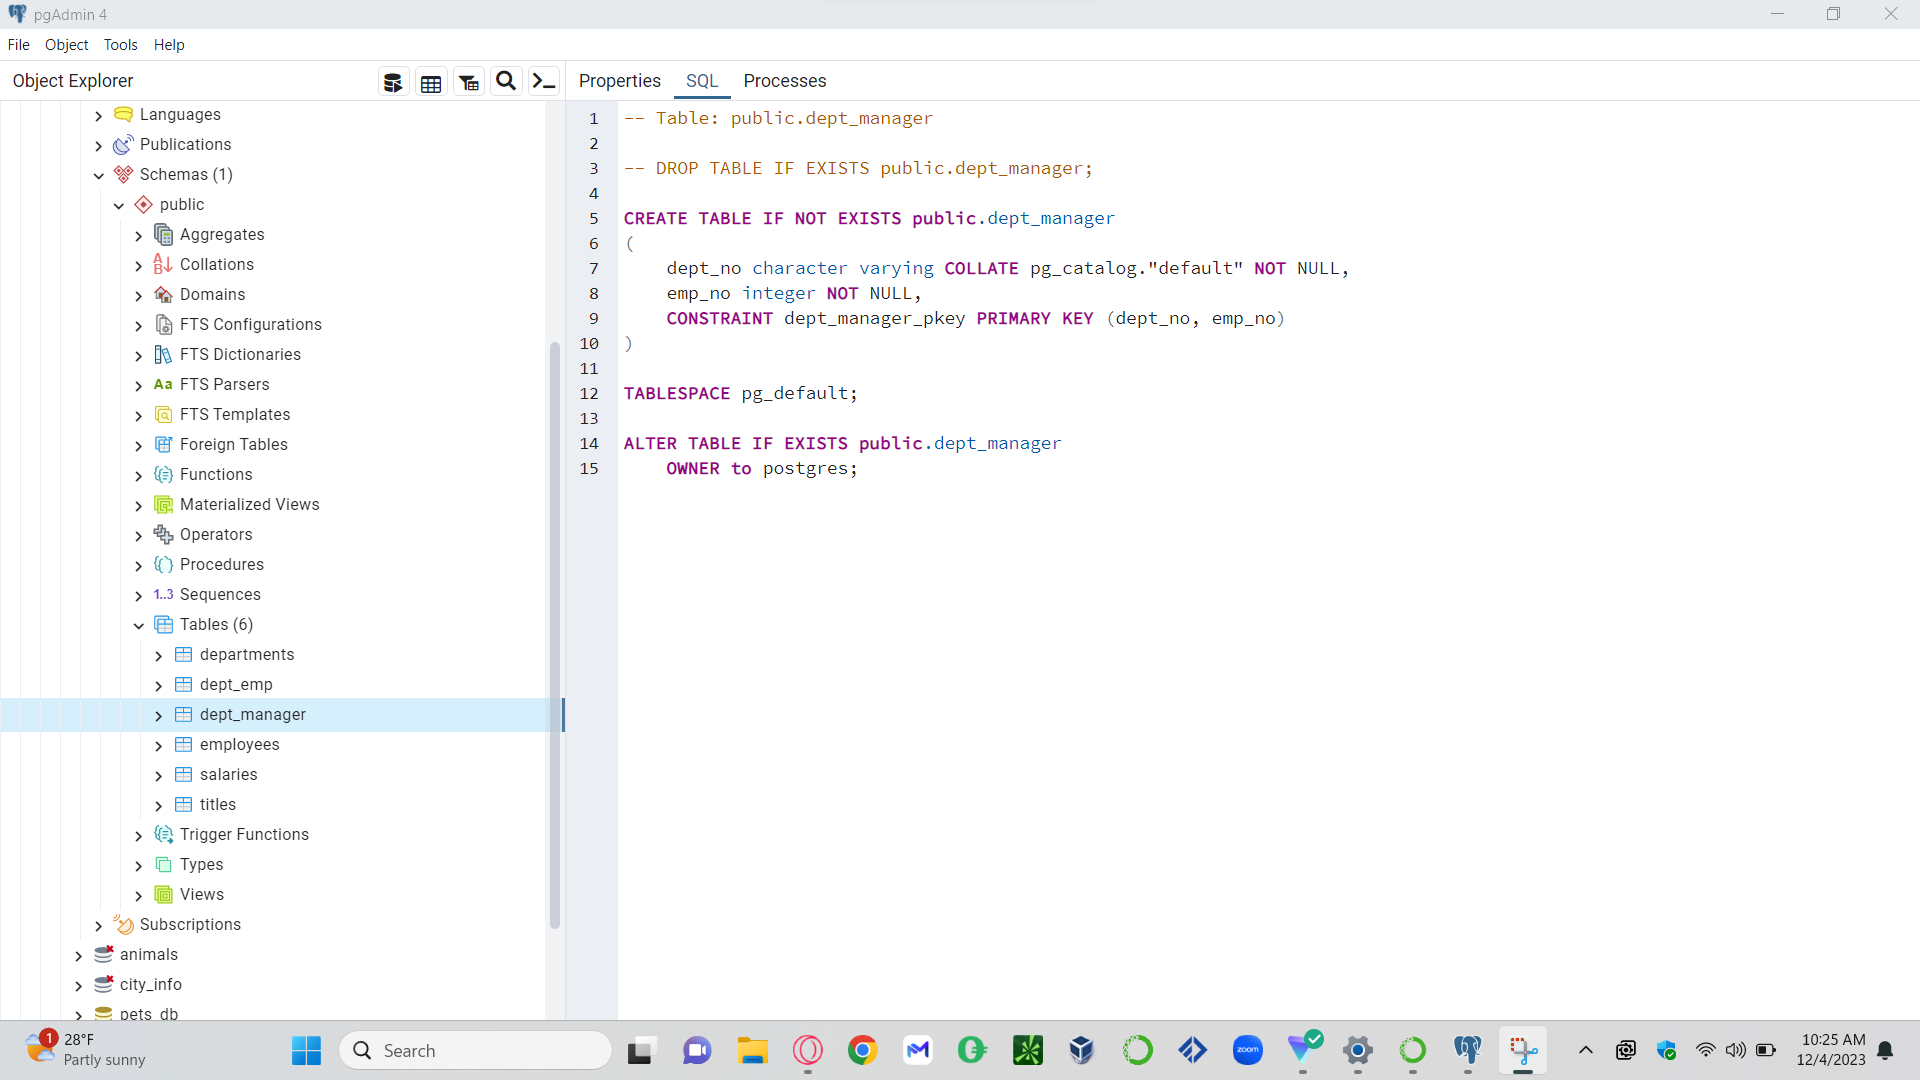 pgAdmin 4
File Object Tools Help
Object Explorer
Properties SQL Processes
Languages
Publications
Schemas (1)
public
Aggregates
Collations
Domains
FTS Configurations
FTS Dictionaries
Aa FTS Parsers
FTS Templates
Foreign Tables
Functions
Materialized Views
Operators
Procedures
1..3 Sequences
Tables (6)
departments
dept_emp
dept_manager
employees
salaries
titles
Trigger Functions
Types
Views
Subscriptions
animals
city_info
pets_db
1 -- Table: public.dept_manager
2
3 -- DROP TABLE IF EXISTS public.dept_manager;
4
5 CREATE TABLE IF NOT EXISTS public.dept_manager
6 (
7 dept_no character varying COLLATE pg_catalog."default" NOT NULL,
8 emp_no integer NOT NULL,
9 CONSTRAINT dept_manager_pkey PRIMARY KEY (dept_no, emp_no)
10 )
11
12 TABLESPACE pg_default;
13
14 ALTER TABLE IF EXISTS public.dept_manager
15 OWNER to postgres;
1
28°F
Partly sunny
Search
zoom
10:25 AM
12/4/2023